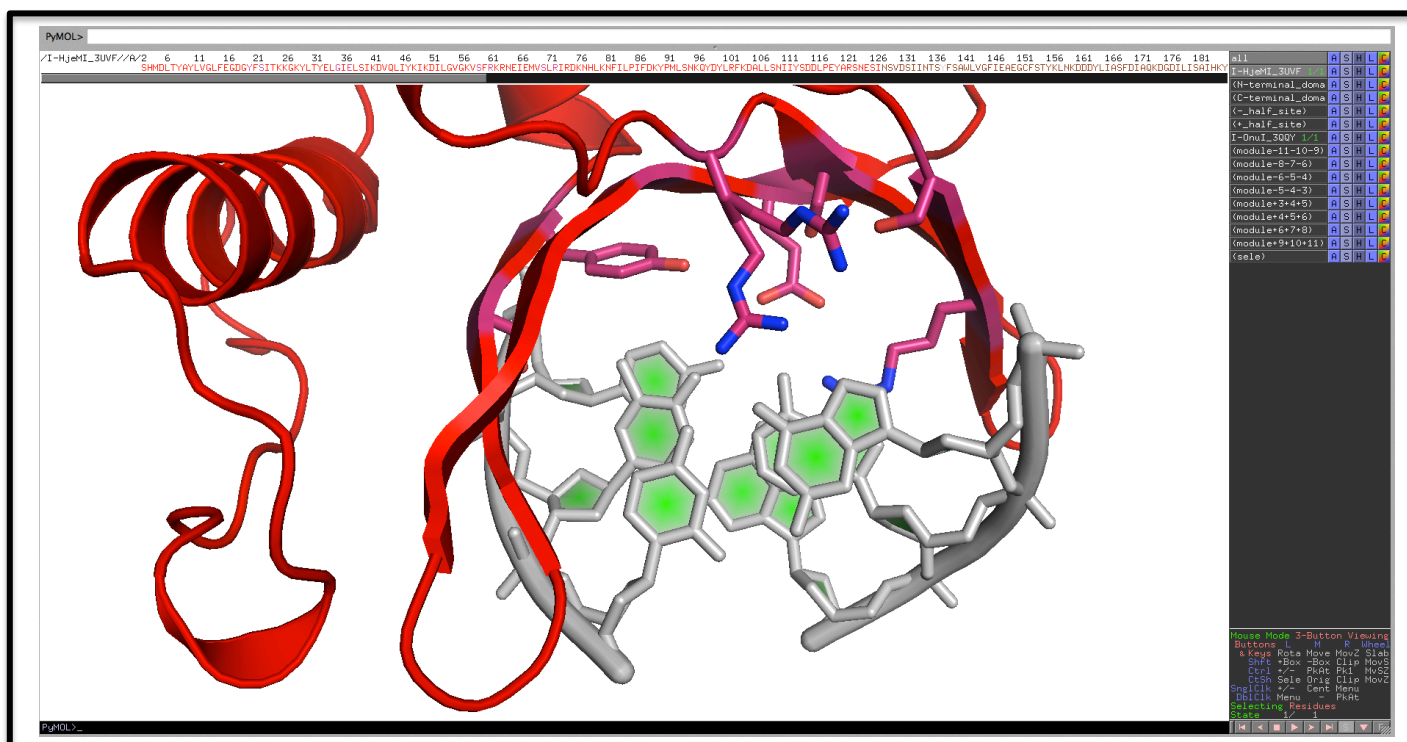 PyMOL>
/I-HjeMI_3UVF//A/2 6 11 16 21 26 31 36 41 46 51 56 61 66 71 76 81 86 91 96 101 106 111 116 121 126 131 136 141 146 151 156 161 166 171 176 181
SHMDLTYAYLVGLFEGDGYFSITKKGKYLTYELGIELSIKDVQLIYKIKDILGVGKVSFRKRNEIEMVSLRIRDKNHLKNFILPIFDKYPMLSNKQYDYLRFKDALLSNIIYSDDLPEYARSNESINSVDSIINTS FSAWLVGFIEAEGCFSTYKLNKDDDYLIASFDIAQKDGDILISAIHKY
all A S H L C
I-HjeMI_3UVF 1/1 A S H L C
(N-terminal_doma A S H L C
(C-terminal_doma A S H L C
(-_half_site) A S H L C
(+_half_site) A S H L C
I-OnuI_3QQY 1/1 A S H L C
(module-11-10-9) A S H L C
(module-8-7-6) A S H L C
(module-6-5-4) A S H L C
(module-5-4-3) A S H L C
(module+3+4+5) A S H L C
(module+4+5+6) A S H L C
(module+6+7+8) A S H L C
(module+9+10+11) A S H L C
(sele) A S H L C
Mouse Mode 3-Button Viewing
Buttons L M R Wheel
& Keys Rota Move MovZ Slab
Shft +Box -Box Clip MovS
Ctrl +/- PkAt Pk1 MvSZ
CtSh Sele Orig Clip MovZ
SnglClk +/- Cent Menu
DblClk Menu - PkAt
Selecting Residues
State 1/ 1
PyMOL>_
S